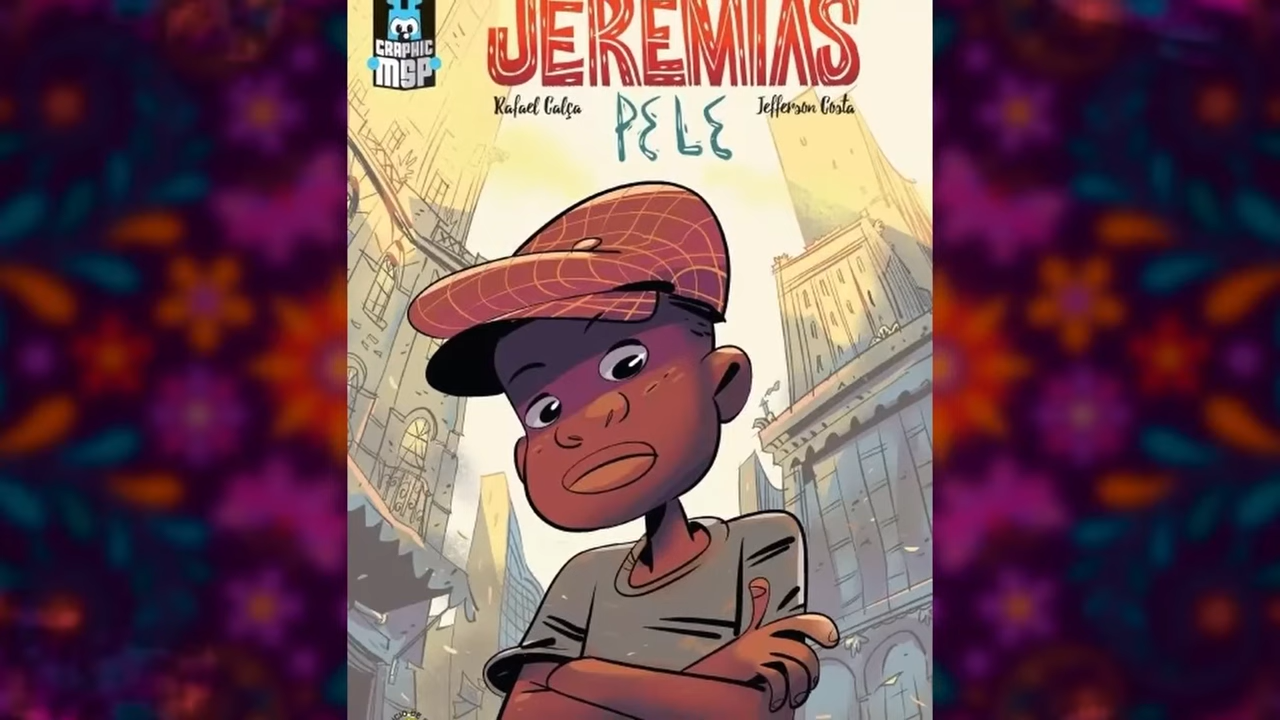 JEREMIAS
GRAPHIC
MSP
Rafael Calça
Jefferson Costa
PELE